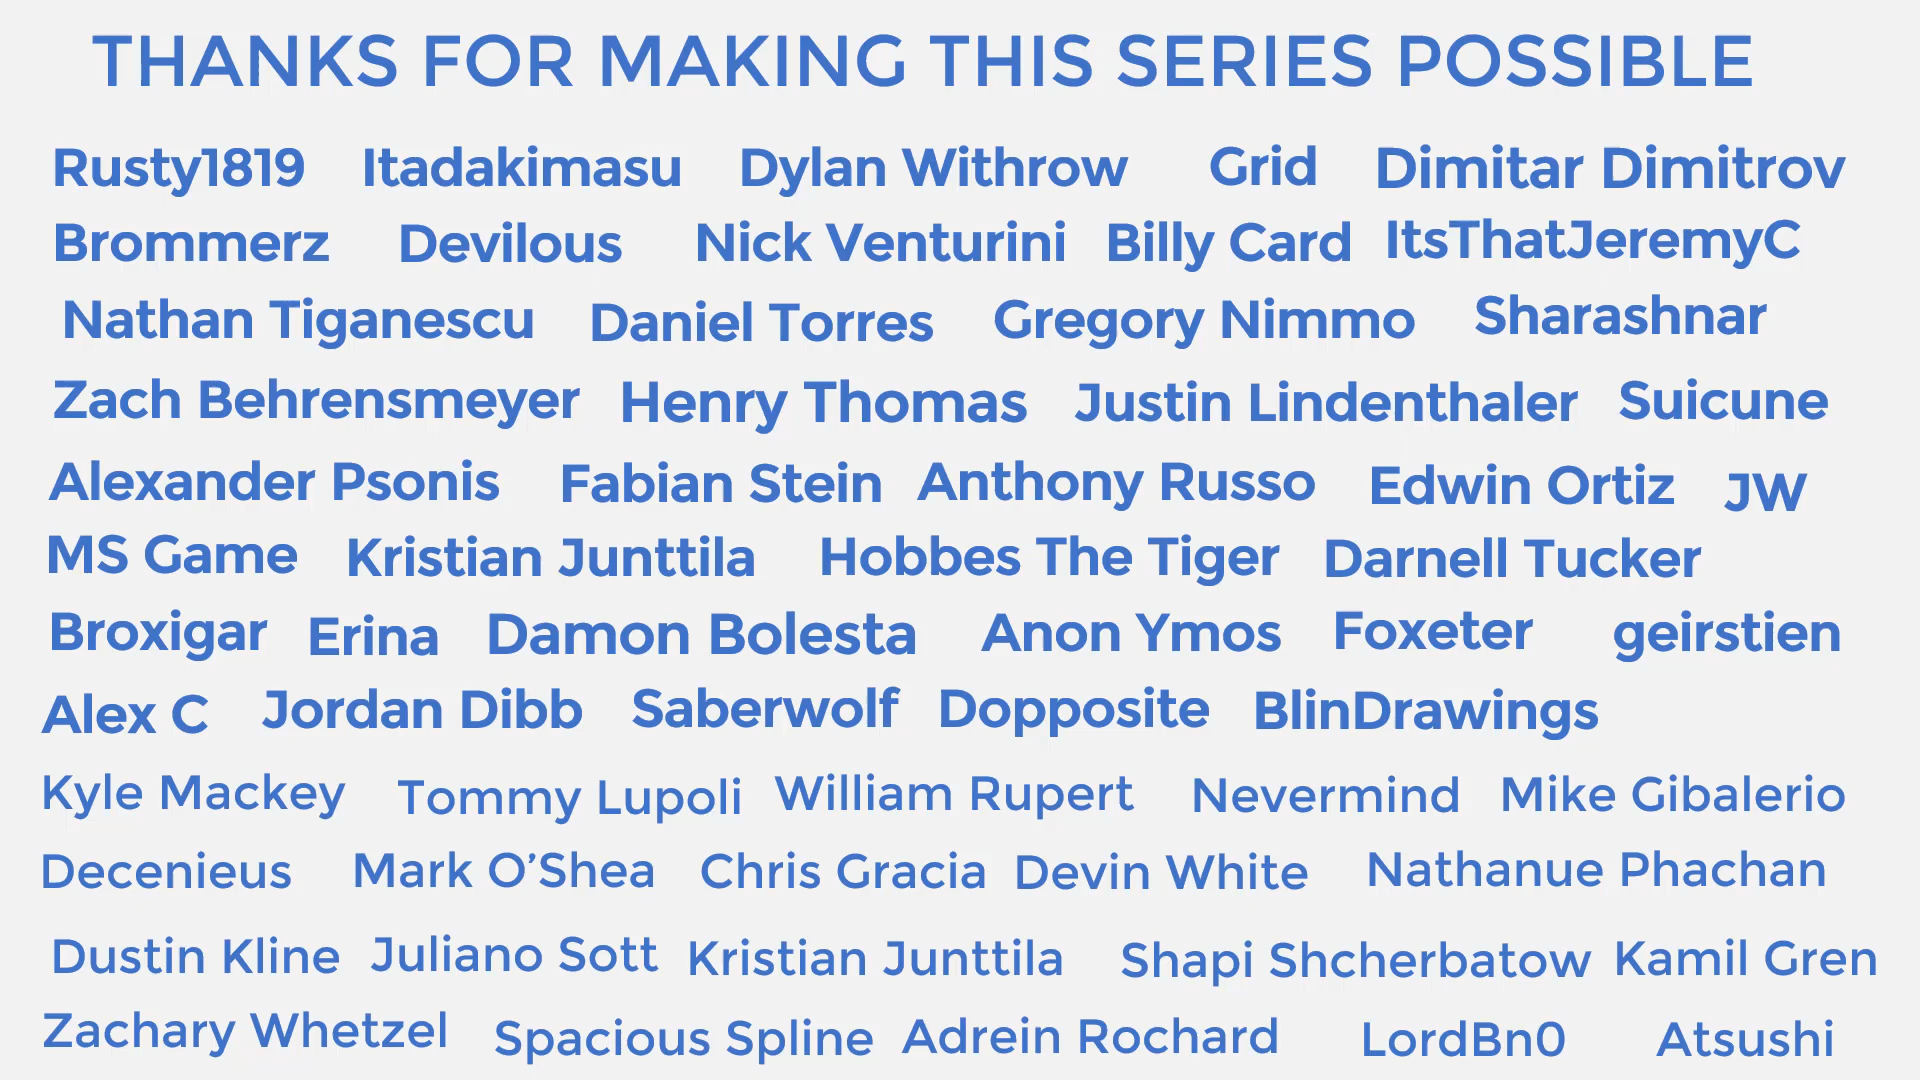 THANKS FOR MAKING THIS SERIES POSSIBLE
Rusty1819 Itadakimasu Dylan Withrow Grid Dimitar Dimitrov
Brommerz Devilous Nick Venturini Billy Card ItsThatJeremyC
Nathan Tiganescu Daniel Torres Gregory Nimmo Sharashnar
Zach Behrensmeyer Henry Thomas Justin Lindenthaler Suicune
Alexander Psonis Fabian Stein Anthony Russo Edwin Ortiz JW
MS Game Kristian Junttila Hobbes The Tiger Darnell Tucker
Broxigar Erina Damon Bolesta Anon Ymos Foxeter geirstien
Alex C Jordan Dibb Saberwolf Dopposite BlinDrawings
Kyle Mackey Tommy Lupoli William Rupert Nevermind Mike Gibalerio
Decenieus Mark O’Shea Chris Gracia Devin White Nathanue Phachan
Dustin Kline Juliano Sott Kristian Junttila Shapi Shcherbatow Kamil Gren
Zachary Whetzel Spacious Spline Adrein Rochard LordBn0 Atsushi